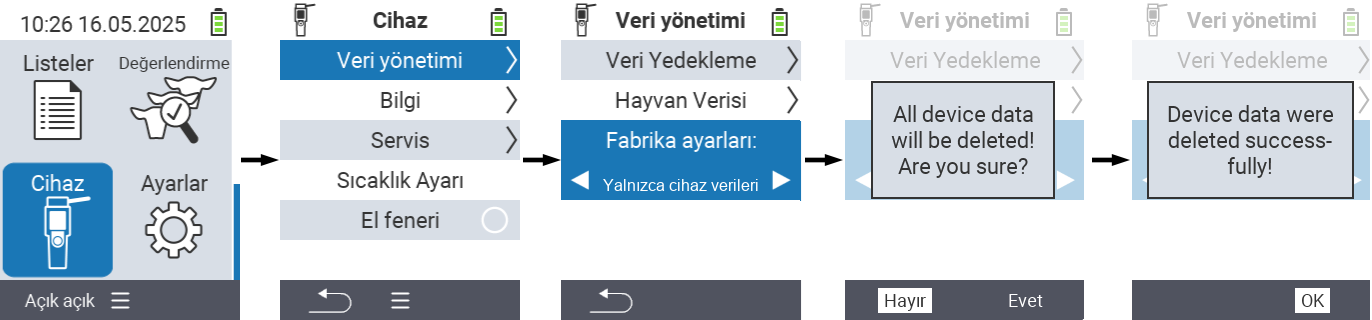 10:26 16.05.2025
Listeler
Değerlendirme
Cihaz
Ayarlar
Açık açık
Cihaz
Veri yönetimi
Bilgi
Servis
Sıcaklık Ayarı
El feneri
Veri yönetimi
Veri Yedekleme
Hayvan Verisi
Fabrika ayarları:
Yalnızca cihaz verileri
Veri yönetimi
Veri Yedekleme
All device data
will be deleted!
Are you sure?
Hayır
Evet
Veri yönetimi
Veri Yedekleme
Device data were
deleted success-
fully!
OK